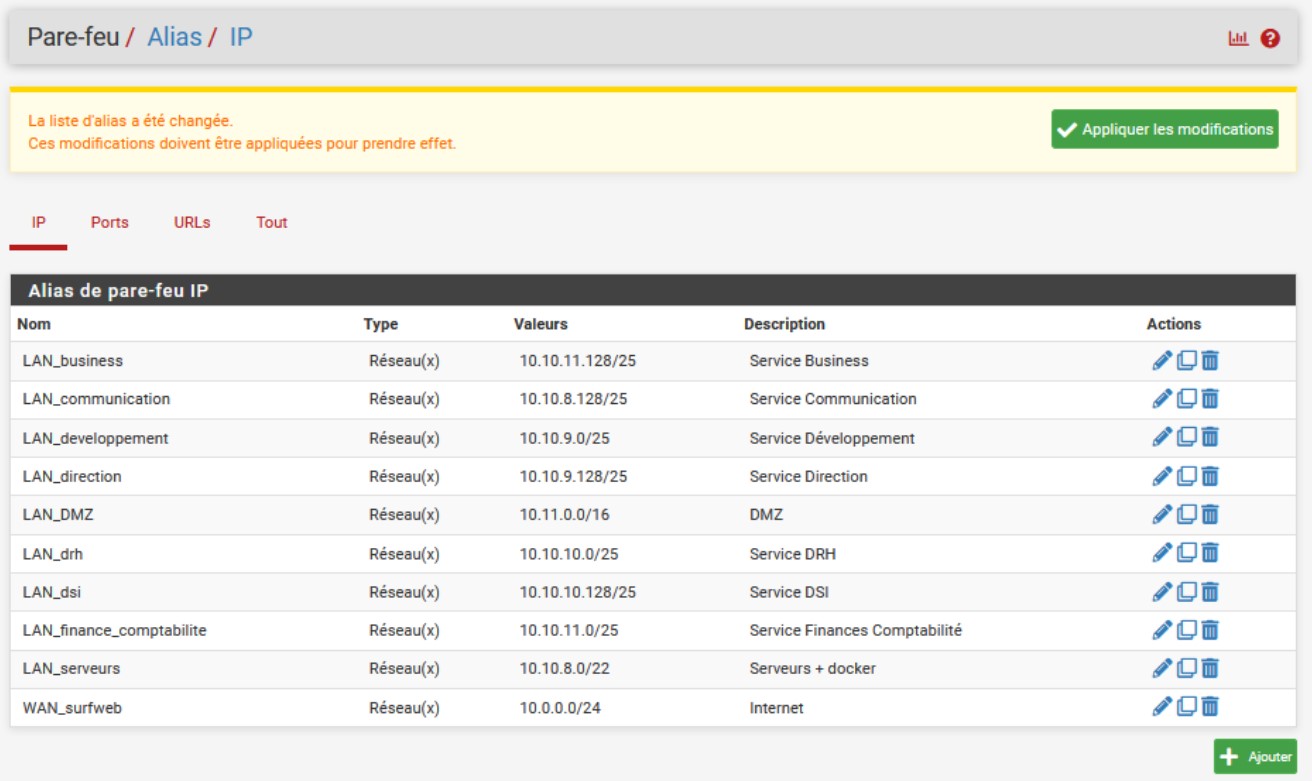 Pare-feu / Alias / IP
La liste d'alias a été changée.
Ces modifications doivent être appliquées pour prendre effet.
Appliquer les modifications
IP Ports URLs Tout
Alias de pare-feu IP
Nom Type Valeurs Description Actions
LAN_business Réseau(x) 10.10.11.128/25 Service Business
LAN_communication Réseau(x) 10.10.8.128/25 Service Communication
LAN_developpement Réseau(x) 10.10.9.0/25 Service Développement
LAN_direction Réseau(x) 10.10.9.128/25 Service Direction
LAN_DMZ Réseau(x) 10.11.0.0/16 DMZ
LAN_drh Réseau(x) 10.10.10.0/25 Service DRH
LAN_dsi Réseau(x) 10.10.10.128/25 Service DSI
LAN_finance_comptabilite Réseau(x) 10.10.11.0/25 Service Finances Comptabilité
LAN_serveurs Réseau(x) 10.10.8.0/22 Serveurs + docker
WAN_surfweb Réseau(x) 10.0.0.0/24 Internet
Ajouter